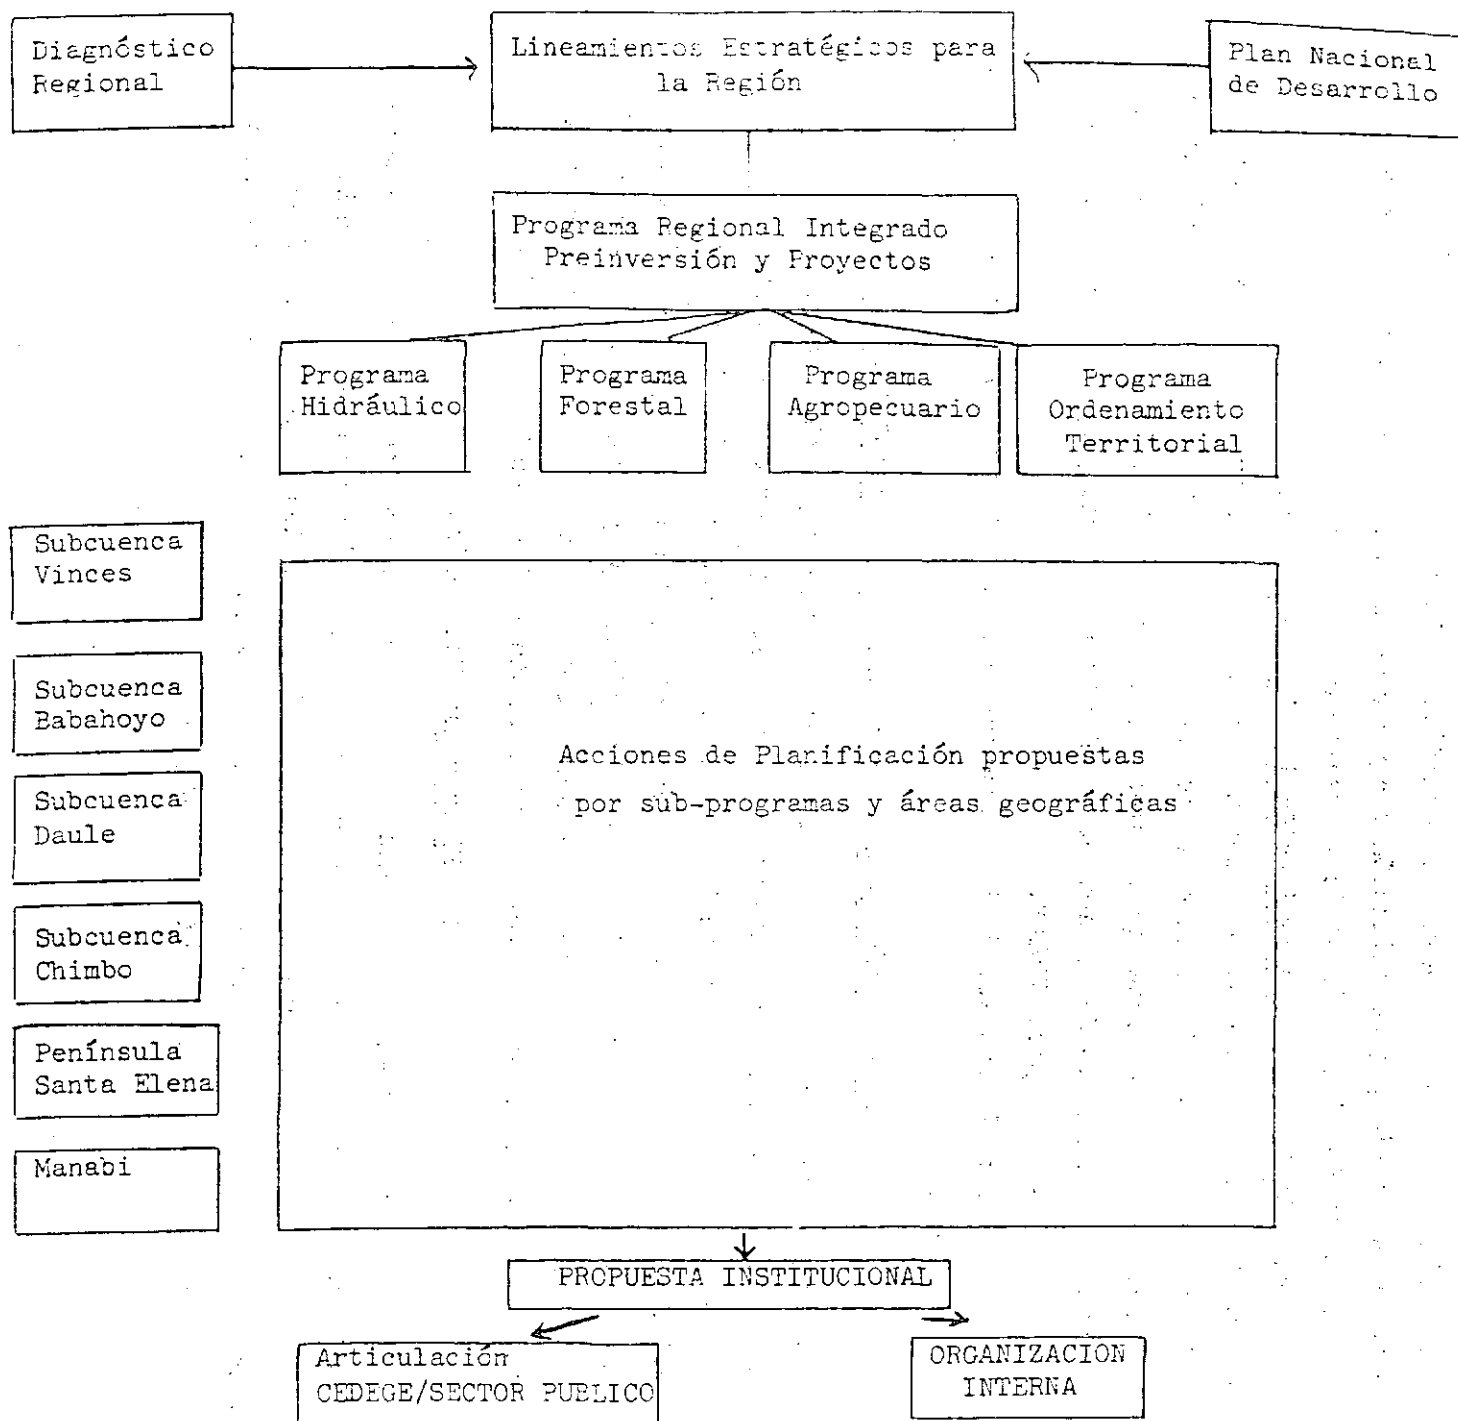 Diagnóstico
Regional
Lineamientos Estratégicos para
la Región
Plan Nacional
de Desarrollo
Programa Regional Integrado
Preinversión y Proyectos
Programa
Hidráulico
Programa
Forestal
Programa
Agropecuario
Programa
Ordenamiento
Territorial
Subcuenca
Vinces
Subcuenca
Babahoyo
Subcuenca
Daule
Subcuenca
Chimbo
Península
Santa Elena
Manabi
Acciones de Planificación propuestas
por sub-programas y áreas geográficas
PROPUESTA INSTITUCIONAL
Articulación
CEDEGE/SECTOR PUBLICO
ORGANIZACION
INTERNA